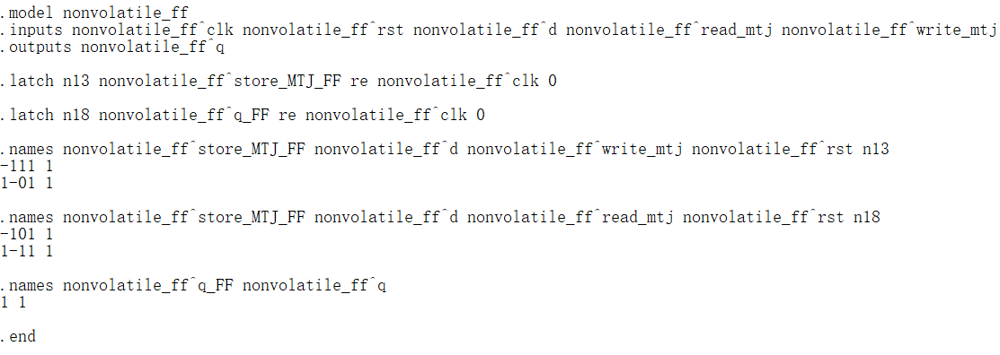 .model nonvolatile_ff
.inputs nonvolatile_ff^clk nonvolatile_ff^rst nonvolatile_ff^d nonvolatile_ff^read_mtj nonvolatile_ff^write_mtj
.outputs nonvolatile_ff^q
.latch n13 nonvolatile_ff^store_MTJ_FF re nonvolatile_ff^clk 0
.latch n18 nonvolatile_ff^q_FF re nonvolatile_ff^clk 0
.names nonvolatile_ff^store_MTJ_FF nonvolatile_ff^d nonvolatile_ff^write_mtj nonvolatile_ff^rst n13
-111 1
1-01 1
.names nonvolatile_ff^store_MTJ_FF nonvolatile_ff^d nonvolatile_ff^read_mtj nonvolatile_ff^rst n18
-101 1
1-11 1
.names nonvolatile_ff^q_FF nonvolatile_ff^q
1 1
.end